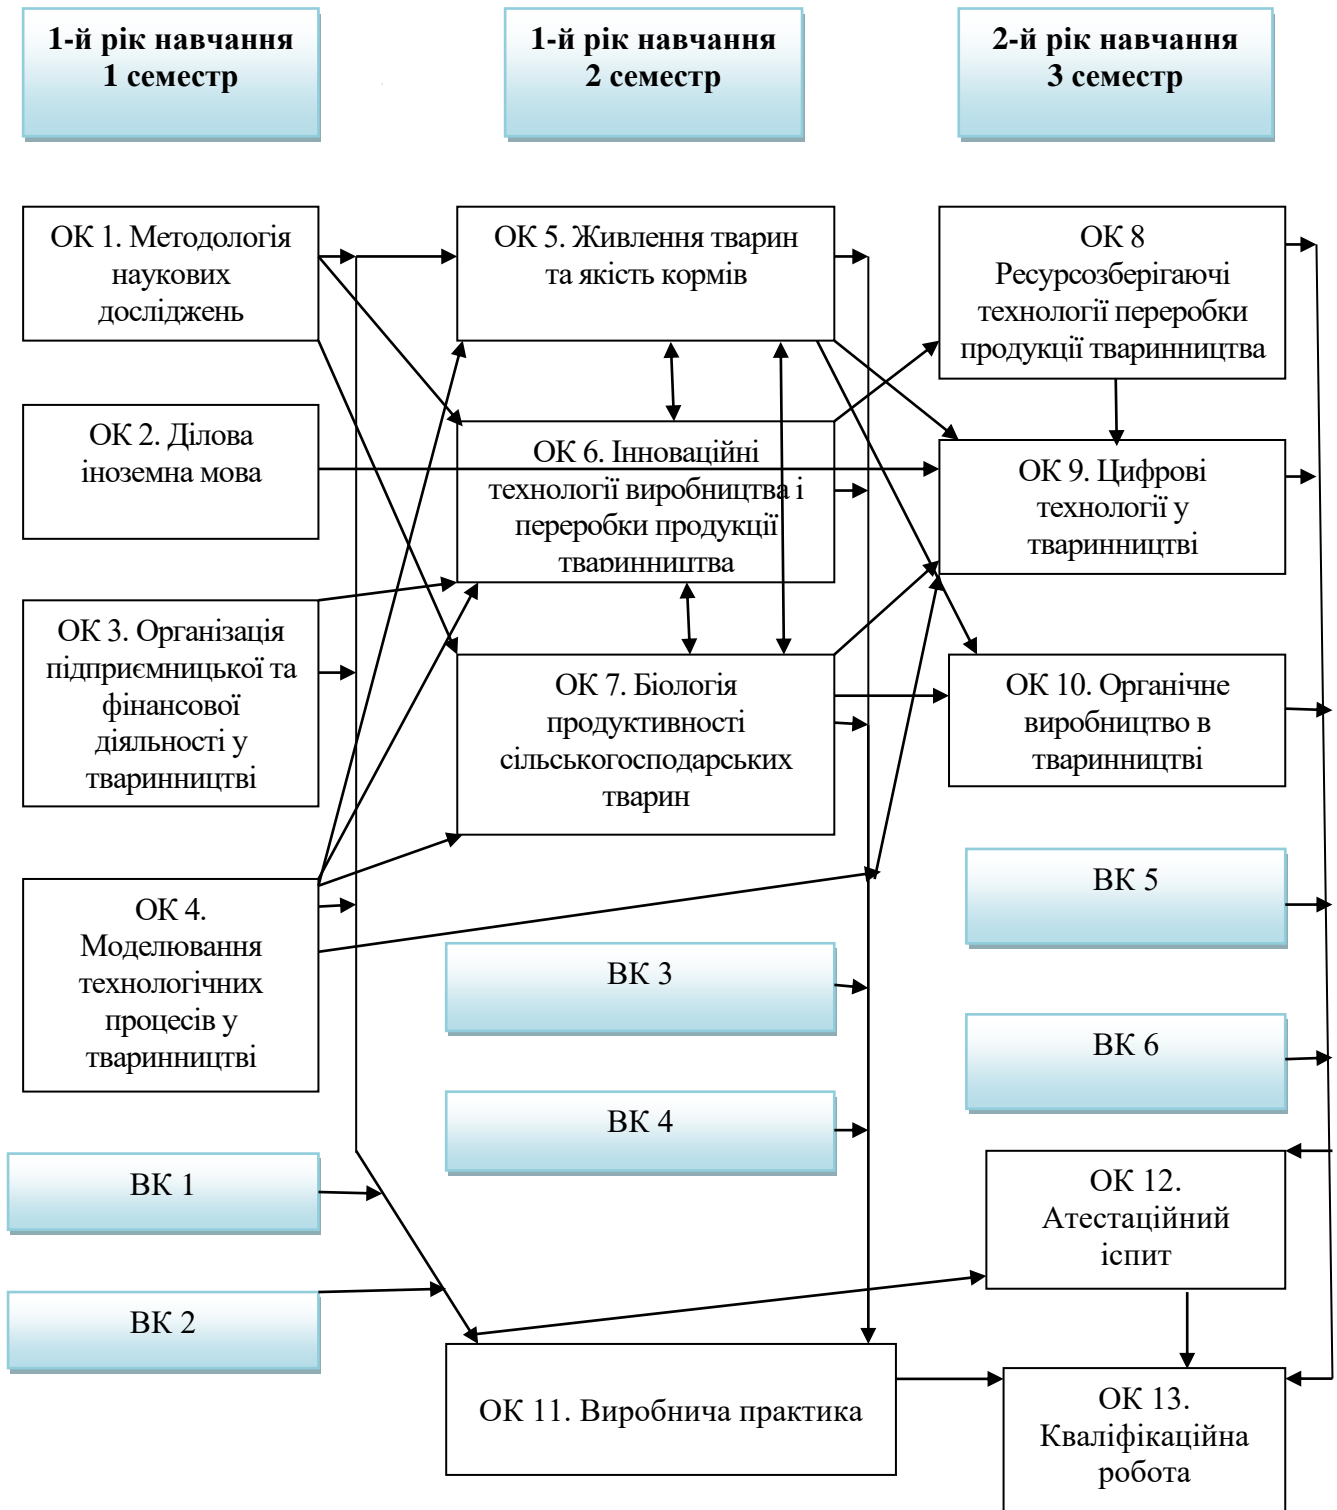 1-й рік навчання
1 семестр
1-й рік навчання
2 семестр
2-й рік навчання
3 семестр
ОК 1. Методологія
наукових
досліджень
ОК 2. Ділова
іноземна мова
ОК 3. Організація
підприємницької та
фінансової
діяльності у
тваринництві
ОК 4.
Моделювання
технологічних
процесів у
тваринництві
ВК 1
ВК 2
ОК 5. Живлення тварин
та якість кормів
ОК 6. Інноваційні
технології виробництва і
переробки продукції
тваринництва
ОК 7. Біологія
продуктивності
сільськогосподарських
тварин
ВК 3
ВК 4
ОК 11. Виробнича практика
ОК 8
Ресурсозберігаючі
технології переробки
продукції тваринництва
ОК 9. Цифрові
технології у
тваринництві
ОК 10. Органічне
виробництво в
тваринництві
ВК 5
ВК 6
ОК 12.
Атестаційний
іспит
ОК 13.
Кваліфікаційна
робота